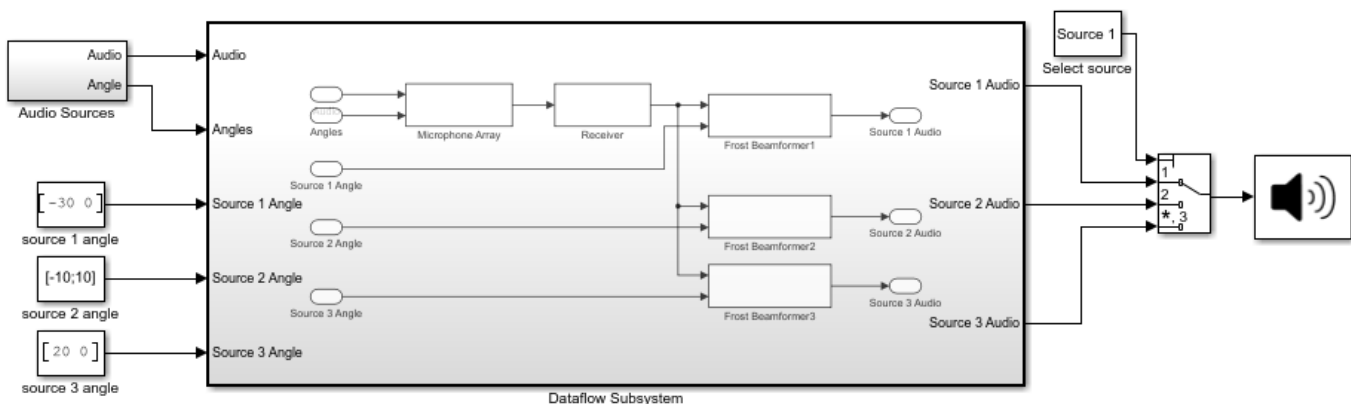 Audio
Angle
Audio Sources
[ -30 0 ]
source 1 angle
[-10;10]
source 2 angle
[ 20 0 ]
source 3 angle
Audio
Angles
Source 1 Angle
Source 2 Angle
Source 3 Angle
Audio
Angles
Source 1 Angle
Source 2 Angle
Source 3 Angle
Microphone Array
Receiver
Frost Beamformer1
Frost Beamformer2
Frost Beamformer3
Source 1 Audio
Source 2 Audio
Source 3 Audio
Source 1 Audio
Source 2 Audio
Source 3 Audio
Dataflow Subsystem
Source 1
Select source
1
2
*, 3